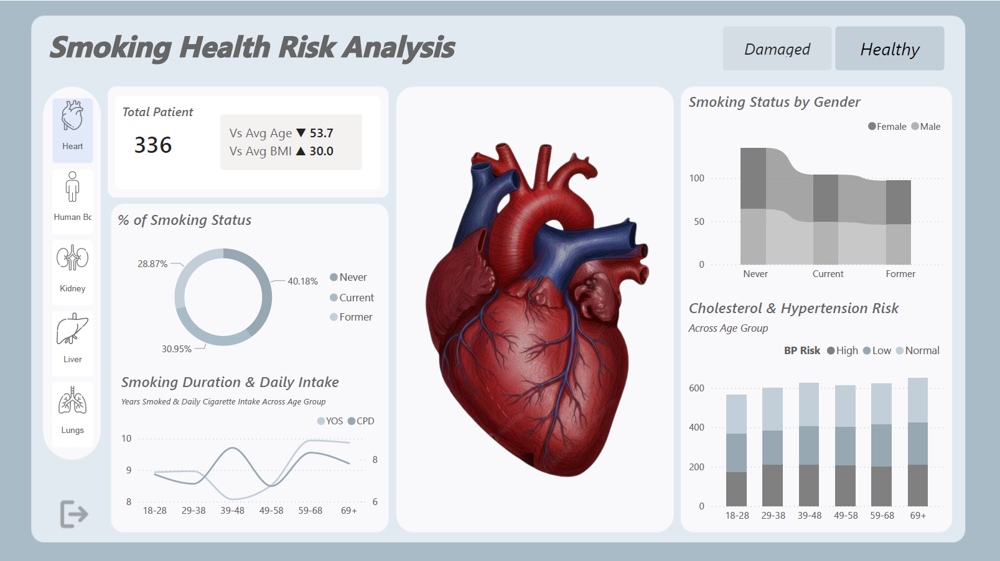 Smoking Health Risk Analysis
Damaged
Healthy
Heart
Human Bo
Kidney
Liver
Lungs
Total Patient
336
Vs Avg Age ▼ 53.7
Vs Avg BMI ▲ 30.0
% of Smoking Status
28.87%
40.18%
30.95%
Never
Current
Former
Smoking Duration & Daily Intake
Years Smoked & Daily Cigarette Intake Across Age Group
YOS CPD
10
9
8
8
6
18-28 29-38 39-48 49-58 59-68 69+
Smoking Status by Gender
Female Male
100
50
0
Never Current Former
Cholesterol & Hypertension Risk
Across Age Group
BP Risk High Low Normal
600
400
200
0
18-28 29-38 39-48 49-58 59-68 69+